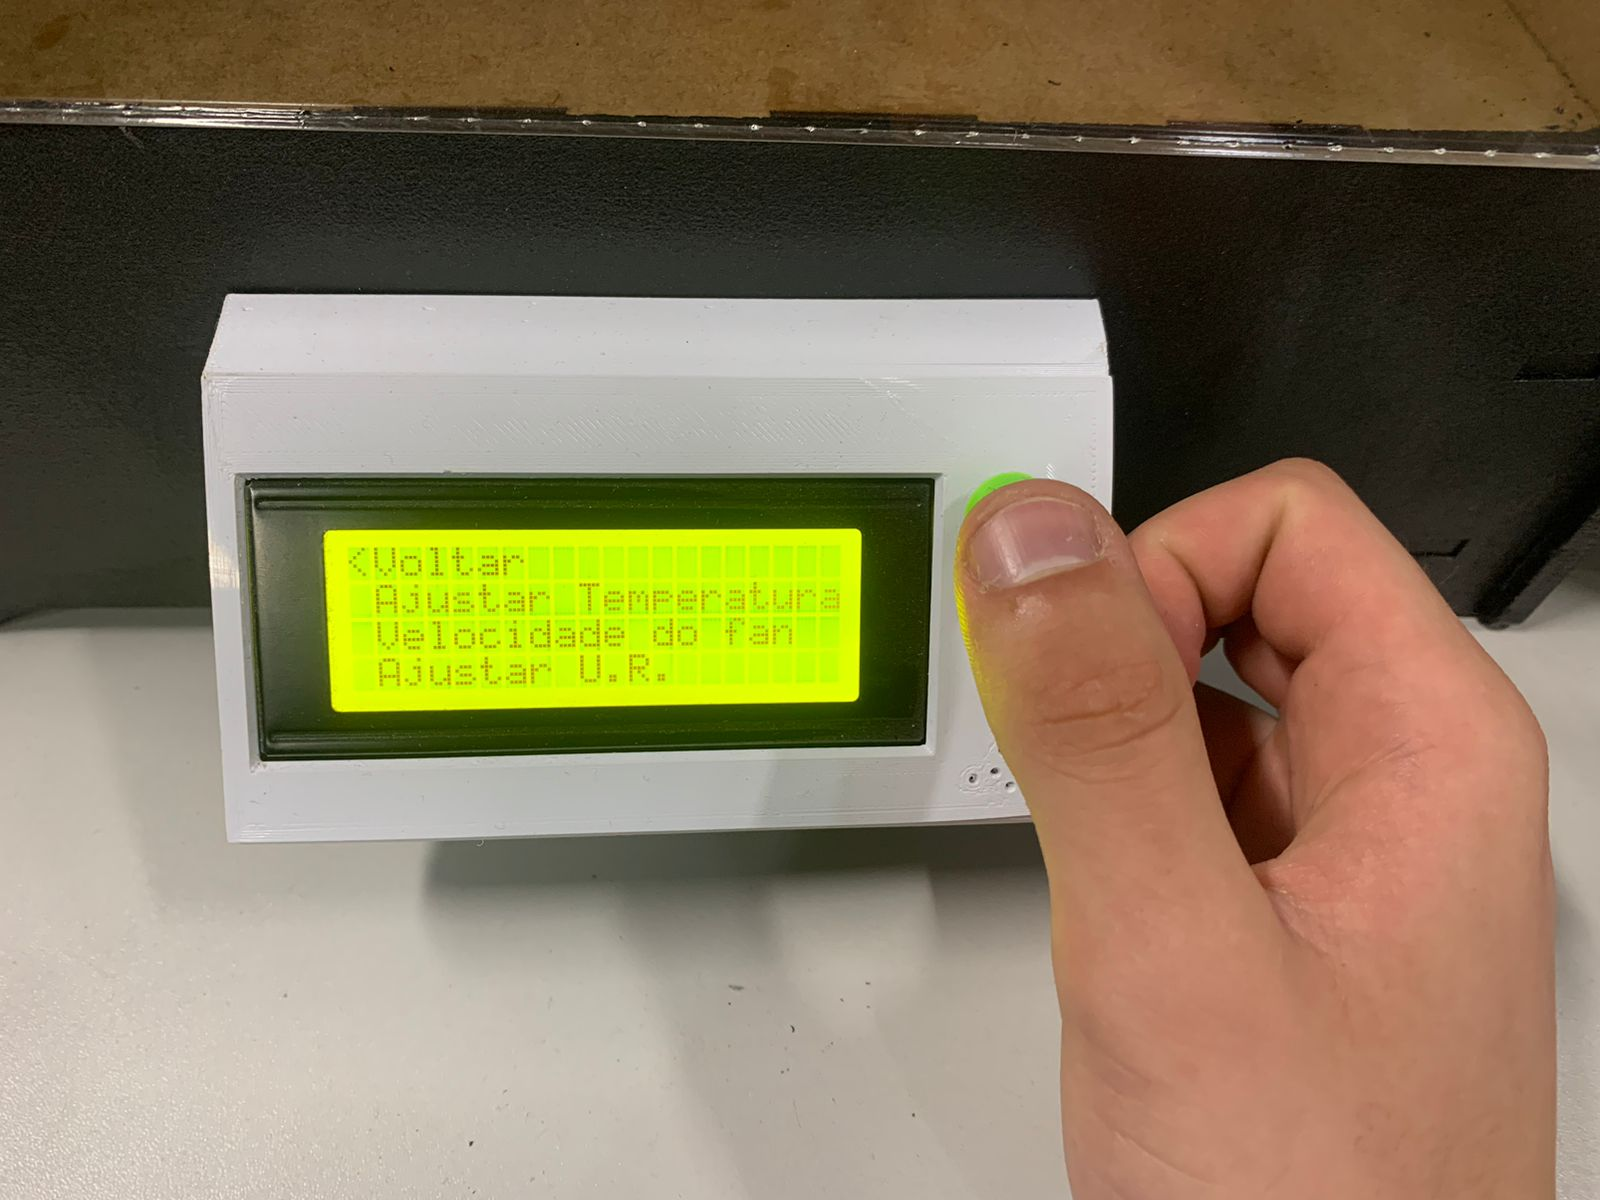 <Voltar
Ajustar Temperatura
Velocidade do fan
Ajustar U.R.